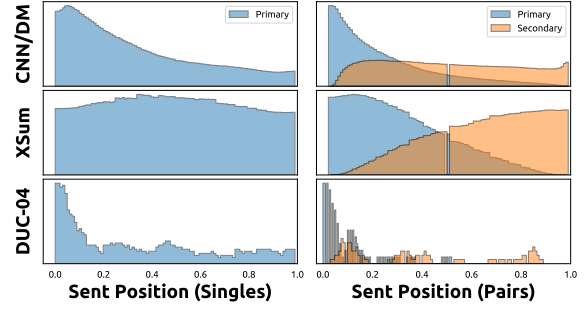 CNN/DM
Primary
Primary
Secondary
XSum
DUC-04
0.0 0.2 0.4 0.6 0.8 1.0
0.0 0.2 0.4 0.6 0.8 1.0
Sent Position (Singles)
Sent Position (Pairs)